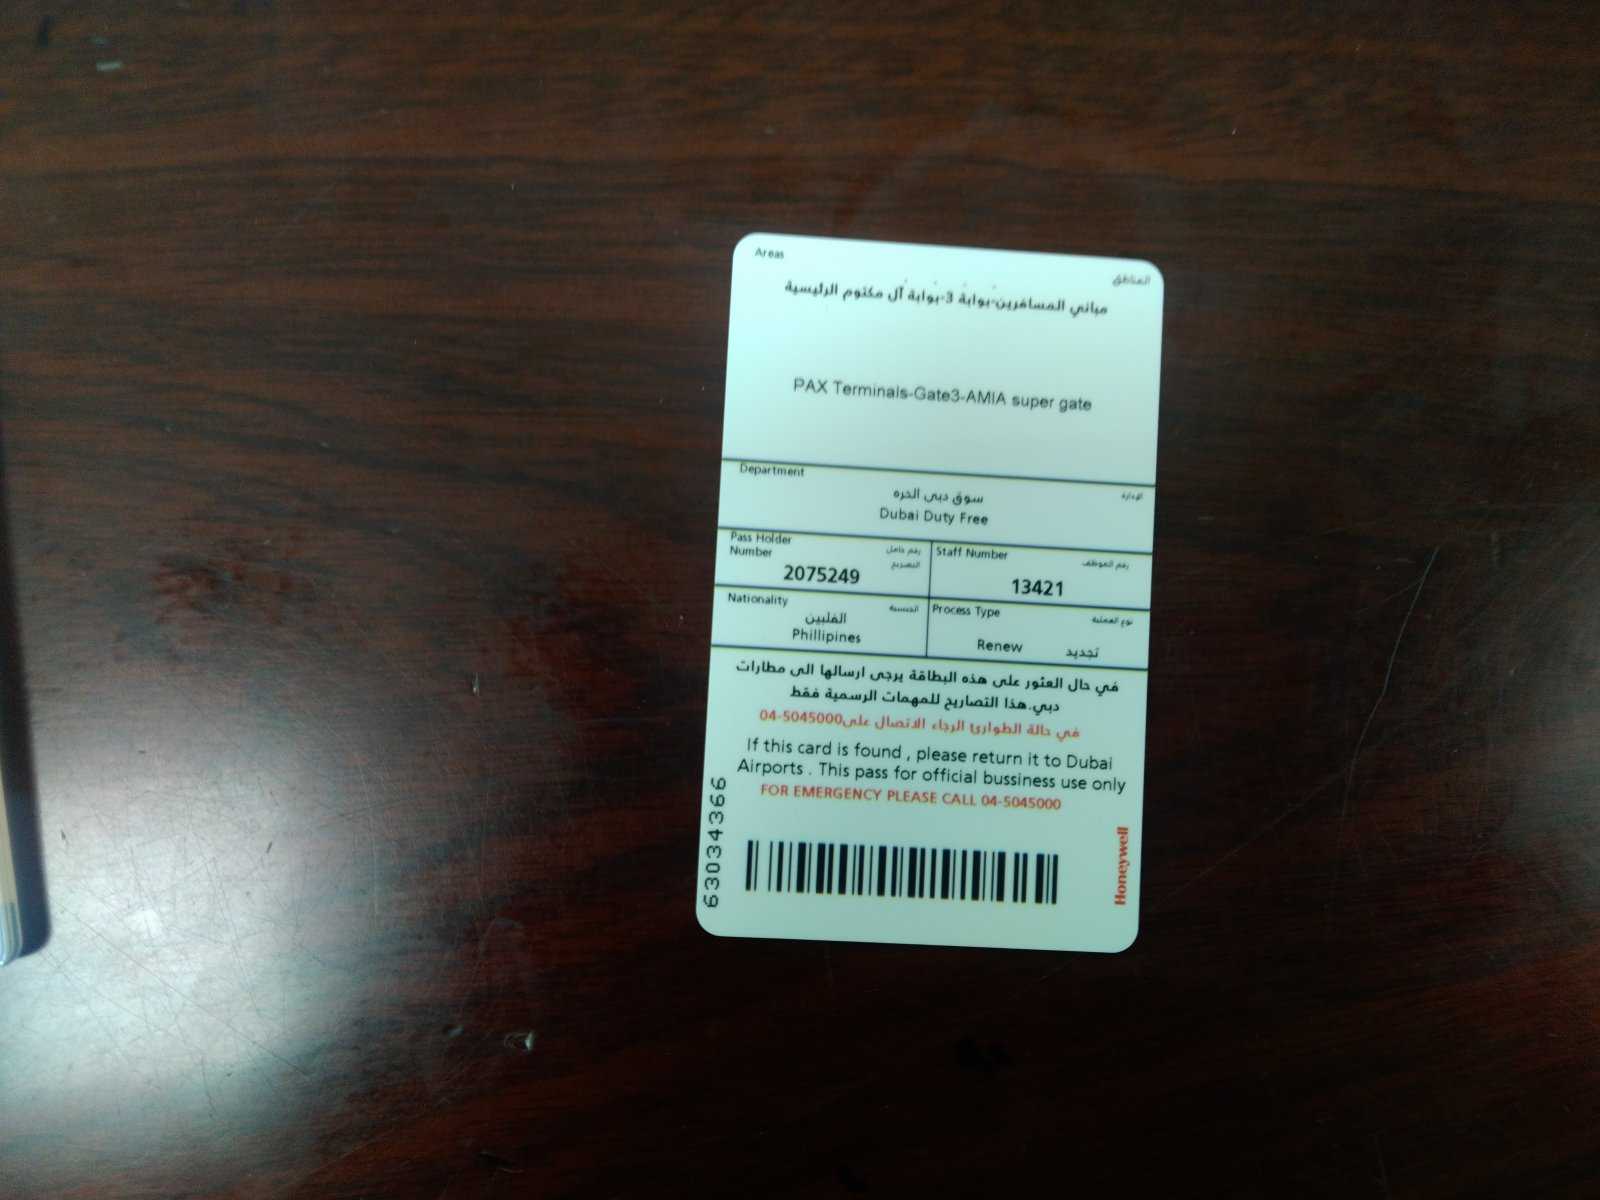 Areas
المناطق
مباني المسافرين-بوابة 3-بوابة آل مكتوم الرئيسية
PAX Terminals-Gate3-AMIA super gate
Department
الإدارة
سوق دبي الحره
Dubai Duty Free
Pass Holder
Number
رقم حامل
التصريح
2075249
Staff Number
رقم الموظف
13421
Nationality
الجنسية
الفلبين
Phillipines
Process Type
نوع العملية
Renew
تجديد
في حال العثور على هذه البطاقة يرجى ارسالها الى مطارات
دبي.هذا التصاريح للمهمات الرسمية فقط
في حالة الطوارئ الرجاء الاتصال على04-5045000
If this card is found , please return it to Dubai
Airports . This pass for official bussiness use only
FOR EMERGENCY PLEASE CALL 04-5045000
63034366
Honeywell